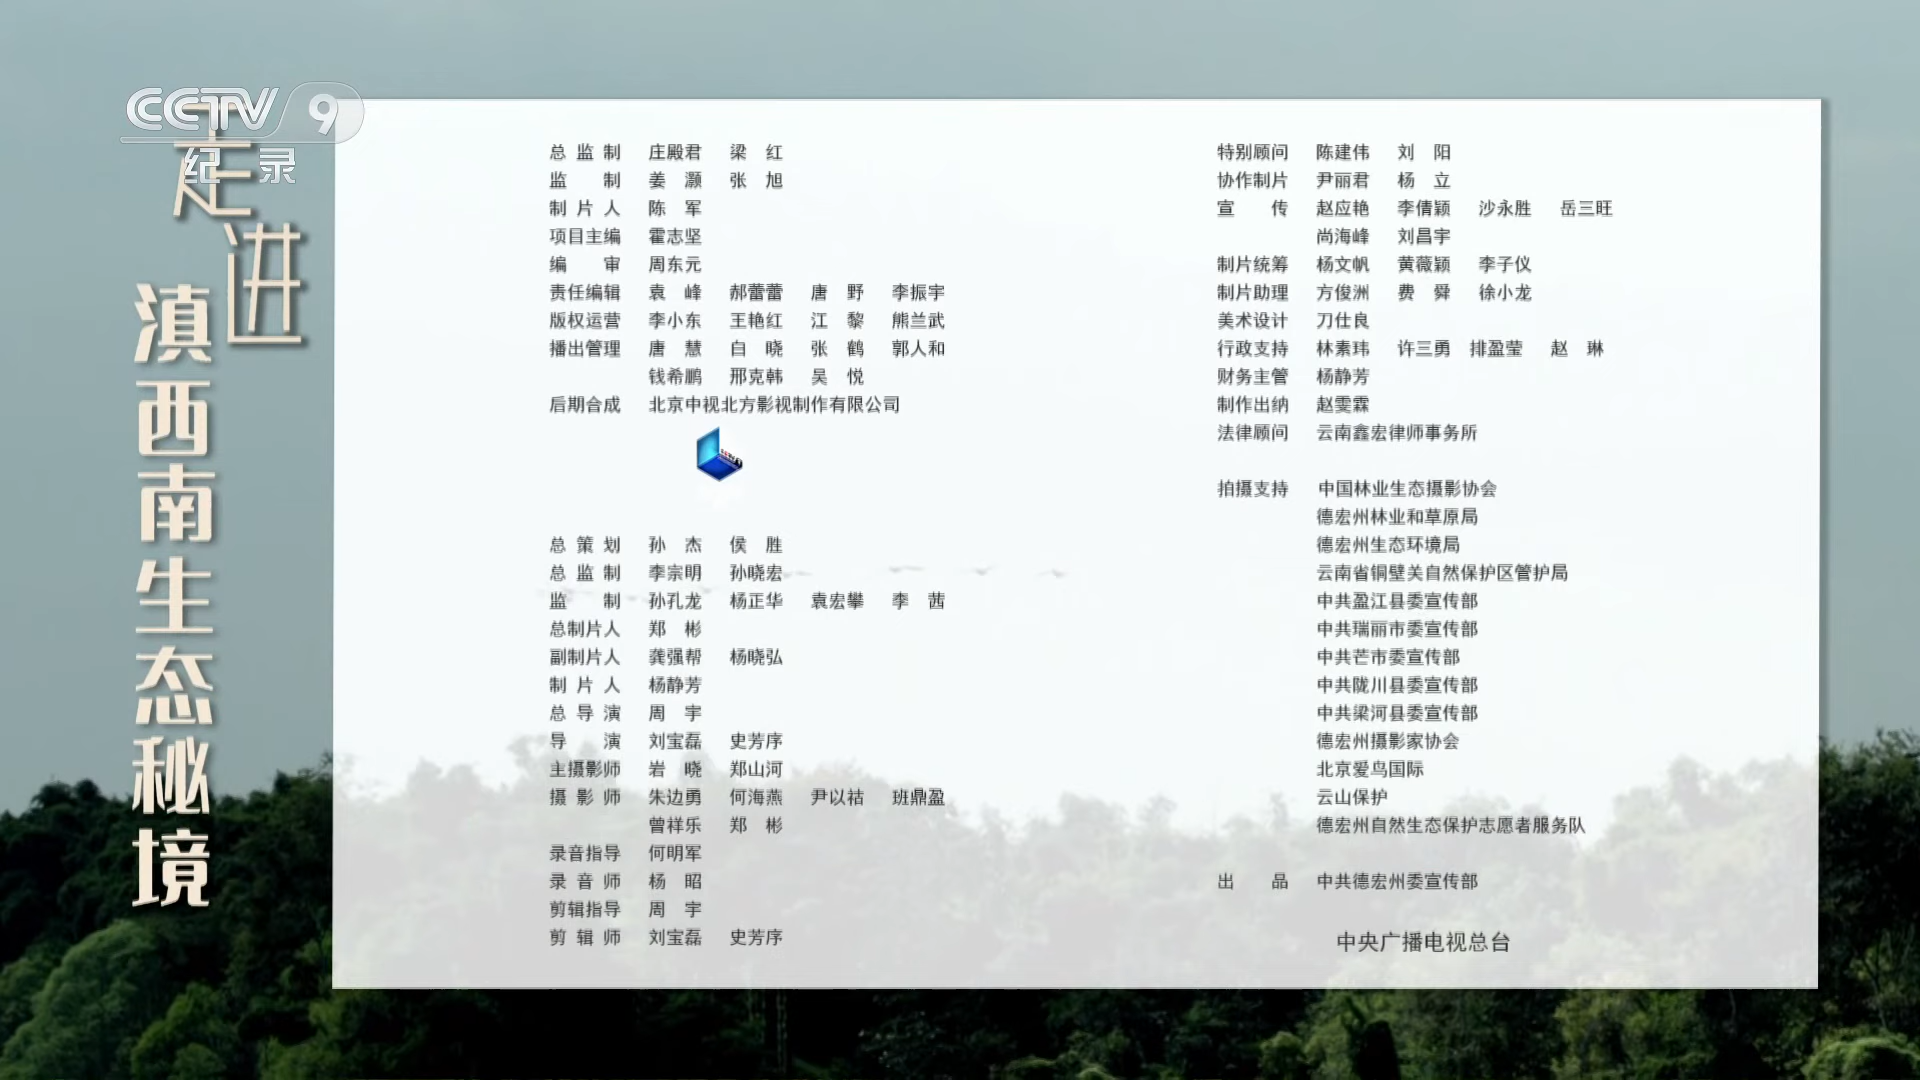 CCTV 9
纪录
走进
滇西南生态秘境
总监制 庄殿君 梁红
监制 姜灏 张旭
制片人 陈军
项目主编 霍志坚
编审 周东元
责任编辑 袁峰 郝蕾蕾 唐野 李振宇
版权运营 李小东 王艳红 江黎 熊兰武
播出管理 唐慧 自晓 张鹤 郭人和
钱希鹏 邢克韩 吴悦
后期合成 北京中视北方影视制作有限公司
总策划 孙杰 侯胜
总监制 李宗明 孙晓宏
监制 孙孔龙 杨正华 袁宏攀 李茜
总制片人 郑彬
副制片人 龚强帮 杨晓弘
制片人 杨静芳
总导演 周宇
导演 刘宝磊 史芳序
主摄影师 岩晓 郑山河
摄影师 朱边勇 何海燕 尹以祜 班鼎盈
曾祥乐 郑彬
录音指导 何明军
录音师 杨昭
剪辑指导 周宇
剪辑师 刘宝磊 史芳序
特别顾问 陈建伟 刘阳
协作制片 尹丽君 杨立
宣传 赵应艳 李倩颖 沙永胜 岳三旺
尚海峰 刘昌宇
制片统筹 杨文帆 黄薇颖 李子仪
制片助理 方俊洲 费舜 徐小龙
美术设计 刀仕良
行政支持 林素玮 许三勇 排盈莹 赵琳
财务主管 杨静芳
制作出纳 赵雯霖
法律顾问 云南鑫宏律师事务所
拍摄支持 中国林业生态摄影协会
德宏州林业和草原局
德宏州生态环境局
云南省铜壁关自然保护区管护局
中共盈江县委宣传部
中共瑞丽市委宣传部
中共芒市委宣传部
中共陇川县委宣传部
中共梁河县委宣传部
德宏州摄影家协会
北京爱鸟国际
云山保护
德宏州自然生态保护志愿者服务队
出品 中共德宏州委宣传部
中央广播电视总台